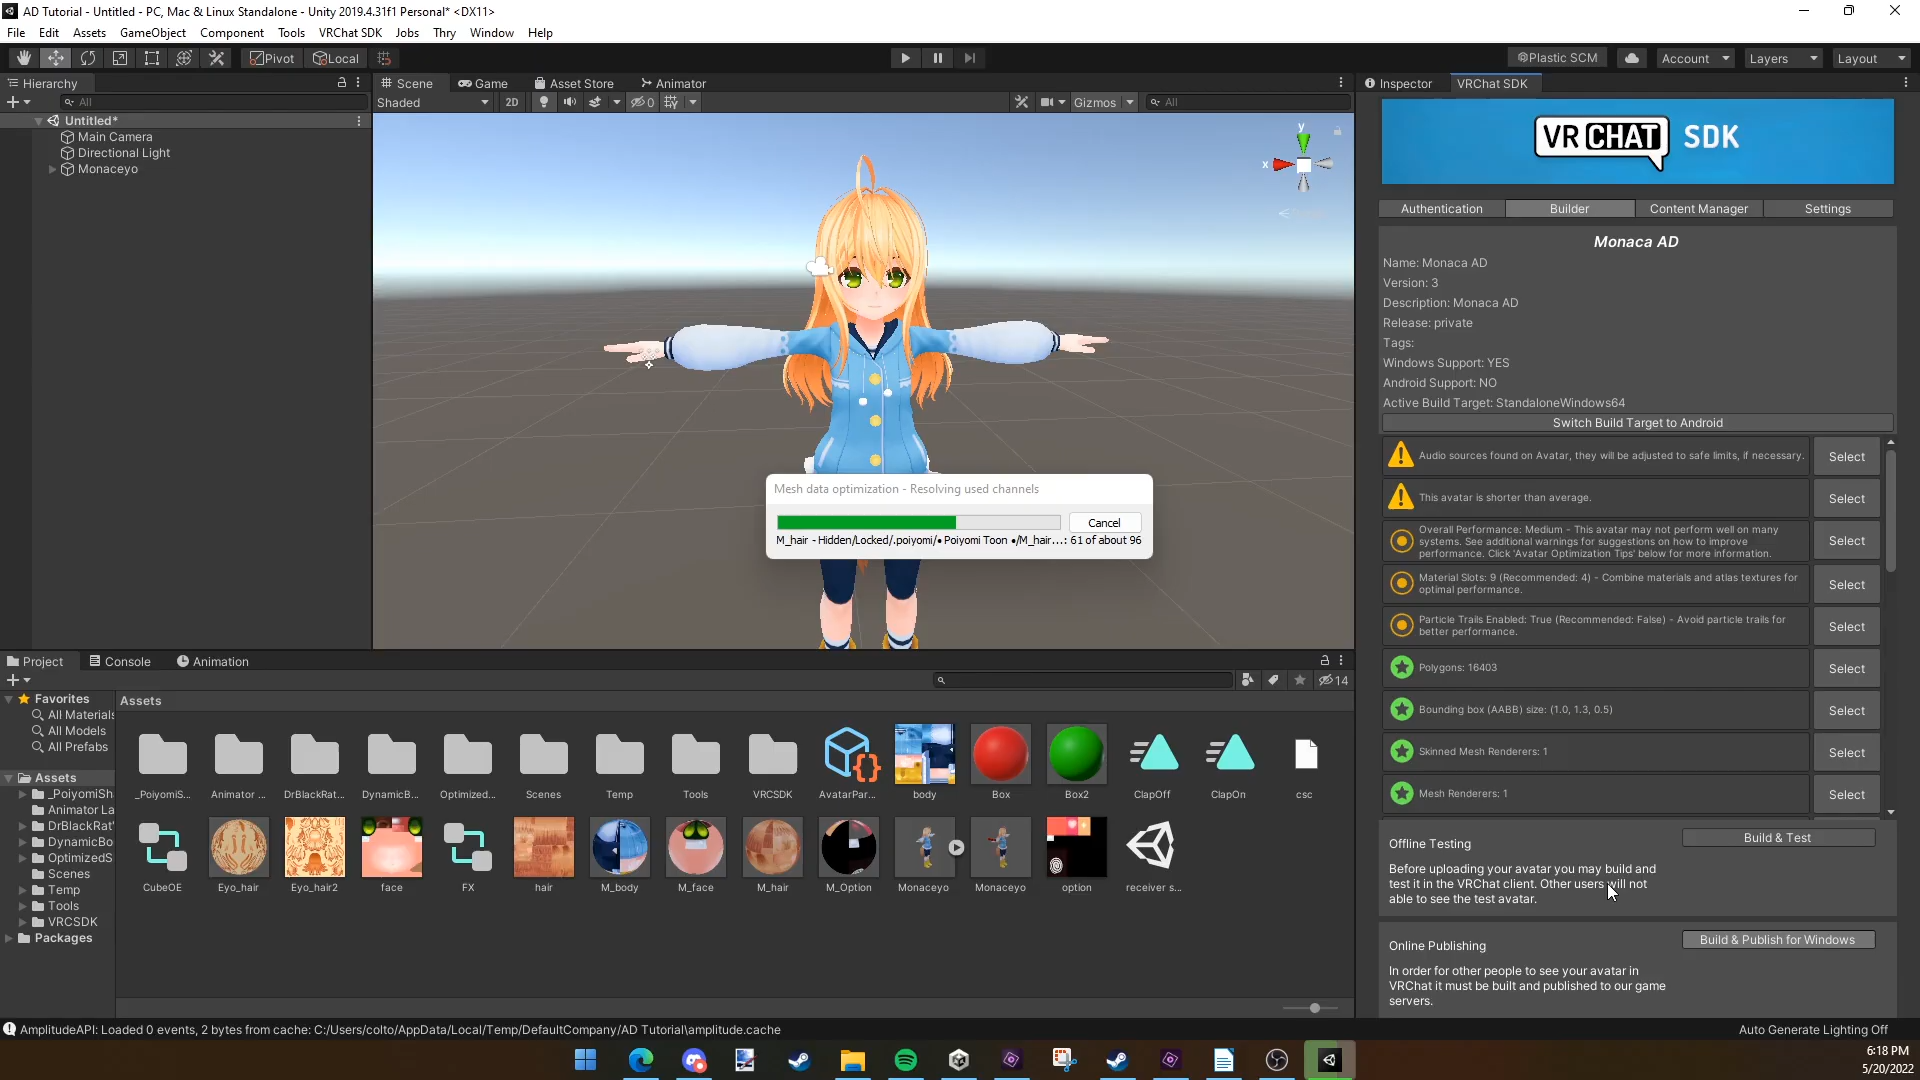 AD Tutorial - Untitled - PC, Mac & Linux Standalone - Unity 2019.4.31f1 Personal* <DX11>
File Edit Assets GameObject Component Tools VRChat SDK Jobs Thry Window Help
Pivot Local
Plastic SCM Account Layers Layout
Hierarchy
All
Untitled*
Main Camera
Directional Light
Monaceyo
Scene Game Asset Store Animator
Shaded 2D 0 Gizmos All
y
x
Mesh data optimization - Resolving used channels
Cancel
M_hair - Hidden/Locked/.poiyomi/• Poiyomi Toon •/M_hair...: 61 of about 96
Inspector VRChat SDK
VRCHAT SDK
Authentication Builder Content Manager Settings
Monaca AD
Name: Monaca AD
Version: 3
Description: Monaca AD
Release: private
Tags:
Windows Support: YES
Android Support: NO
Active Build Target: StandaloneWindows64
Switch Build Target to Android
Audio sources found on Avatar, they will be adjusted to safe limits, if necessary. Select
This avatar is shorter than average. Select
Overall Performance: Medium - This avatar may not perform well on many
systems. See additional warnings for suggestions on how to improve
performance. Click 'Avatar Optimization Tips' below for more information.
Select
Material Slots: 9 (Recommended: 4) - Combine materials and atlas textures for
optimal performance.
Select
Particle Trails Enabled: True (Recommended: False) - Avoid particle trails for
better performance.
Select
Polygons: 16403 Select
Bounding box (AABB) size: (1.0, 1.3, 0.5) Select
Skinned Mesh Renderers: 1 Select
Mesh Renderers: 1 Select
Offline Testing
Build & Test
Before uploading your avatar you may build and
test it in the VRChat client. Other users will not
able to see the test avatar.
Online Publishing
Build & Publish for Windows
In order for other people to see your avatar in
VRChat it must be built and published to our game
servers.
Project Console Animation
14
Favorites
All Materials
All Models
All Prefabs
Assets
_PoiyomiSh
Animator La
DrBlackRat'
DynamicBo
OptimizedS
Scenes
Temp
Tools
VRCSDK
Packages
Assets
_PoiyomiS... Animator ... DrBlackRat... DynamicB... Optimized... Scenes Temp Tools VRCSDK AvatarPar... body Box Box2 ClapOff ClapOn csc
CubeOE Eyo_hair Eyo_hair2 face FX hair M_body M_face M_hair M_Option Monaceyo Monaceyo option receiver s...
AmplitudeAPI: Loaded 0 events, 2 bytes from cache: C:/Users/colto/AppData/Local/Temp/DefaultCompany/AD Tutorial\amplitude.cache
Auto Generate Lighting Off
6:18 PM
5/20/2022